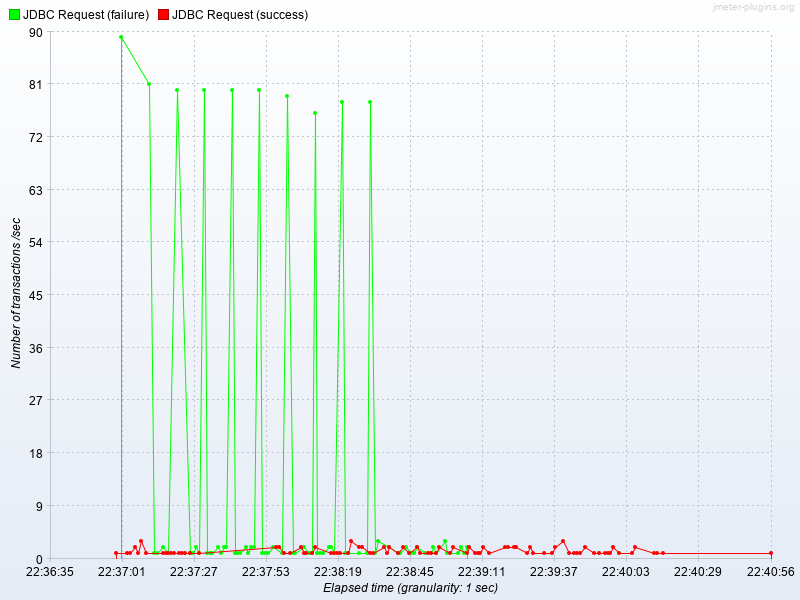 JDBC Request (failure) JDBC Request (success)
jmeter-plugins.org
90
81
72
63
54
45
36
27
18
9
0
Number of transactions /sec
22:36:35 22:37:01 22:37:27 22:37:53 22:38:19 22:38:45 22:39:11 22:39:37 22:40:03 22:40:29 22:40:56
Elapsed time (granularity: 1 sec)